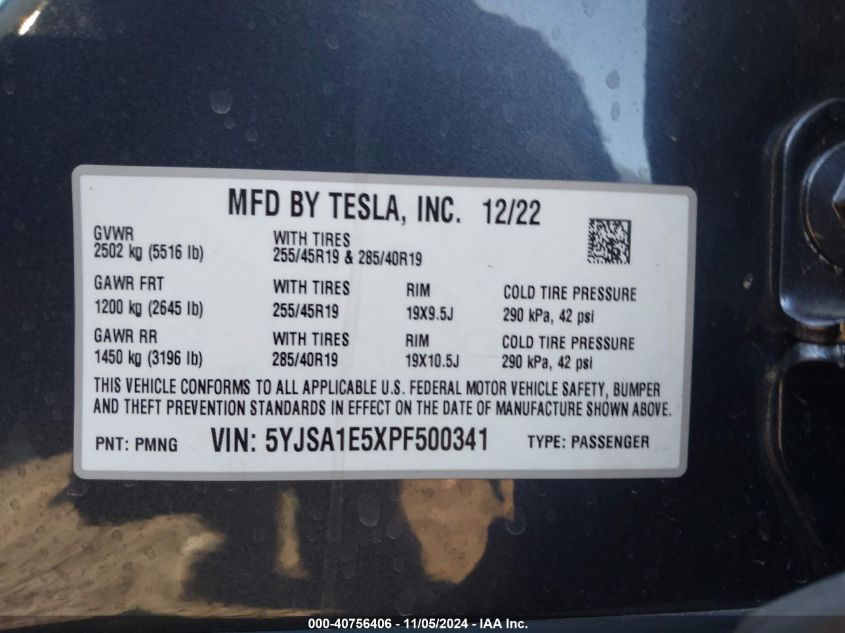 MFD BY TESLA, INC. 12/22
GVWR
2502 kg (5516 lb)
WITH TIRES
255/45R19 & 285/40R19
GAWR FRT
1200 kg (2645 lb)
WITH TIRES
255/45R19
RIM
19X9.5J
COLD TIRE PRESSURE
290 kPa, 42 psi
GAWR RR
1450 kg (3196 lb)
WITH TIRES
285/40R19
RIM
19X10.5J
COLD TIRE PRESSURE
290 kPa, 42 psi
THIS VEHICLE CONFORMS TO ALL APPLICABLE U.S. FEDERAL MOTOR VEHICLE SAFETY, BUMPER
AND THEFT PREVENTION STANDARDS IN EFFECT ON THE DATE OF MANUFACTURE SHOWN ABOVE.
PNT: PMNG VIN: 5YJSA1E5XPF500341 TYPE: PASSENGER
000-40756406 - 11/05/2024 - IAA Inc.